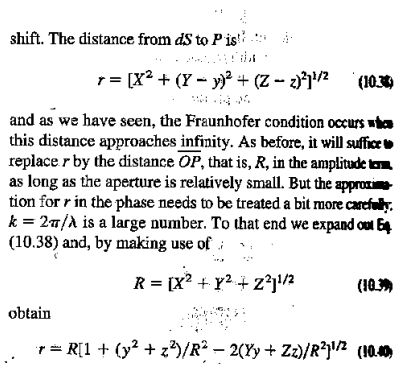 shift. The distance from dS to P is
r = [X² + (Y − y)² + (Z − z)²]^1/2 (10.38)
and as we have seen, the Fraunhofer condition occurs when
this distance approaches infinity. As before, it will suffice to
replace r by the distance OP, that is, R, in the amplitude term,
as long as the aperture is relatively small. But the approxima-
tion for r in the phase needs to be treated a bit more carefully;
k = 2π/λ is a large number. To that end we expand out Eq.
(10.38) and, by making use of
R = [X² + Y² + Z²]^1/2 (10.39)
obtain
r = R[1 + (y² + z²)/R² − 2(Yy + Zz)/R²]^1/2 (10.40)